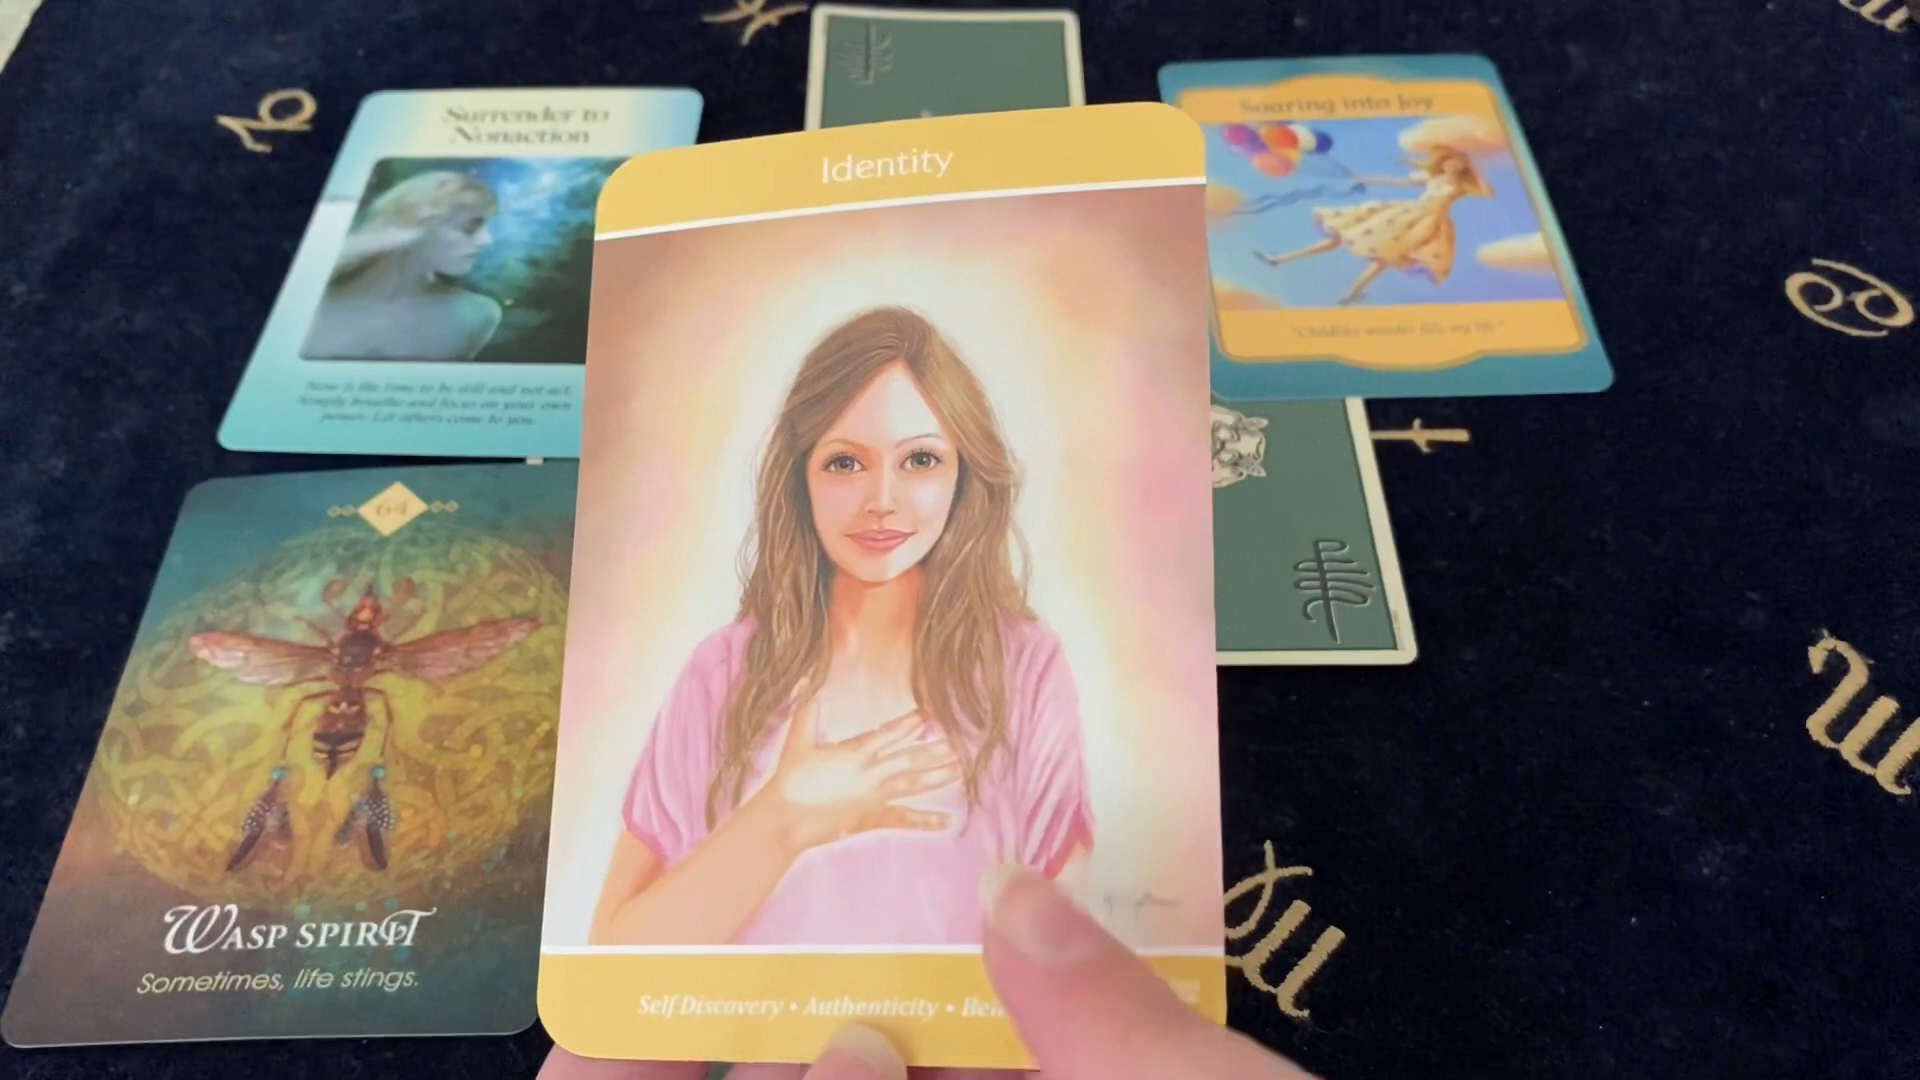 Surrender to
Nonaction
Now is the time to be still and not act.
Simply breathe and focus on your own
power. Let others come to you.
Identity
Self Discovery • Authenticity •
Soaring into Joy
"Childlike wonder fills my life"
64
WASP SPIRIT
Sometimes, life stings.